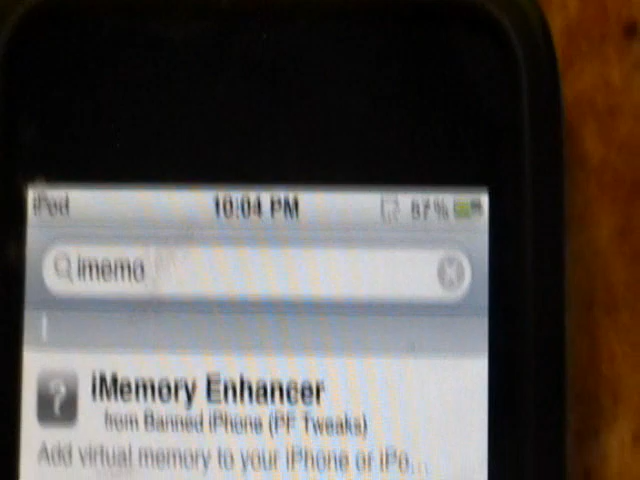 iPod 10:04 PM 67%
imemo
I
iMemory Enhancer
from Banned iPhone (PF Tweaks)
Add virtual memory to your iPhone or iPo...